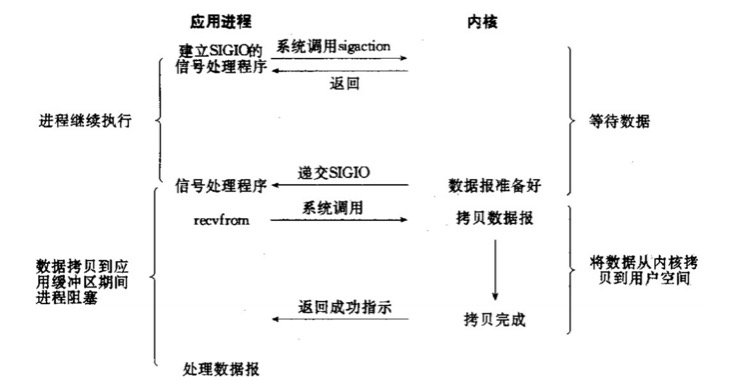 应用进程 内核
建立SIGIO的 系统调用sigaction
信号处理程序
返回
进程继续执行 等待数据
递交SIGIO
信号处理程序 数据报准备好
recvfrom 系统调用 拷贝数据报
数据拷贝到应
用缓冲区期间
进程阻塞
将数据从内核拷
贝到用户空间
返回成功指示 拷贝完成
处理数据报